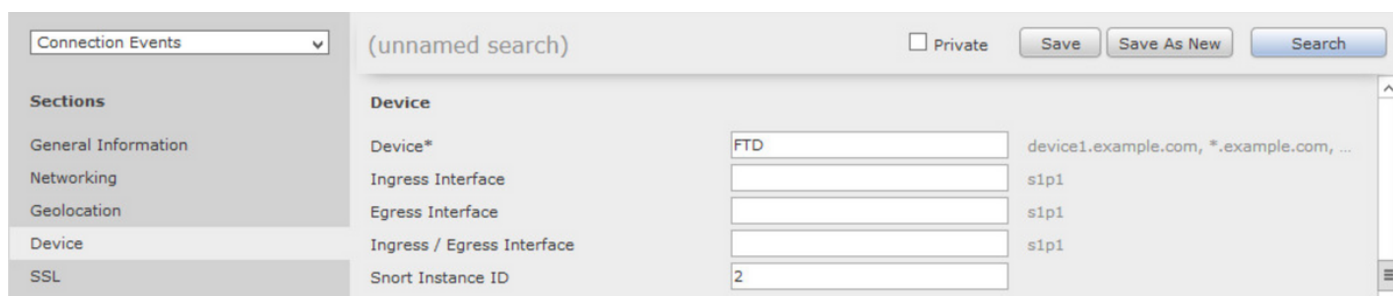 Connection Events
(unnamed search)
Private
Save
Save As New
Search
Sections
General Information
Networking
Geolocation
Device
SSL
Device
Device* FTD device1.example.com, *.example.com, ...
Ingress Interface s1p1
Egress Interface s1p1
Ingress / Egress Interface s1p1
Snort Instance ID 2